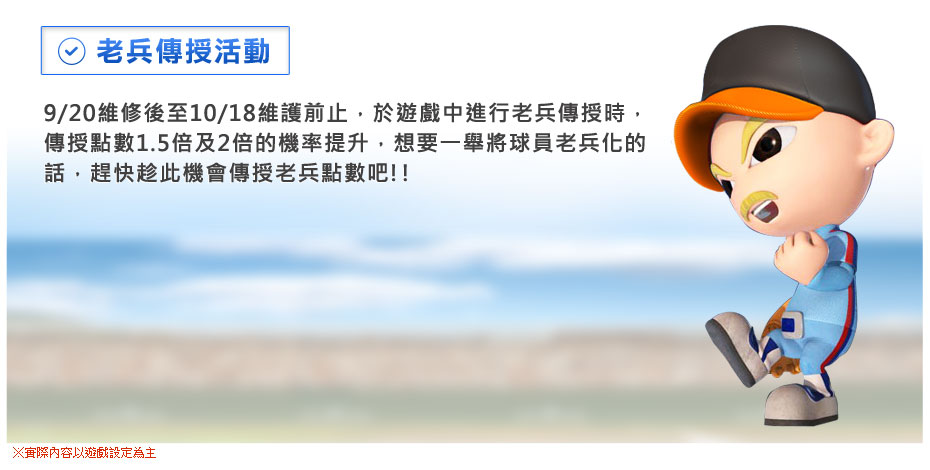 老兵傳授活動
9/20維修後至10/18維護前止，於遊戲中進行老兵傳授時，
傳授點數1.5倍及2倍的機率提升，想要一舉將球員老兵化的
話，趕快趁此機會傳授老兵點數吧!!
※實際內容以遊戲設定為主